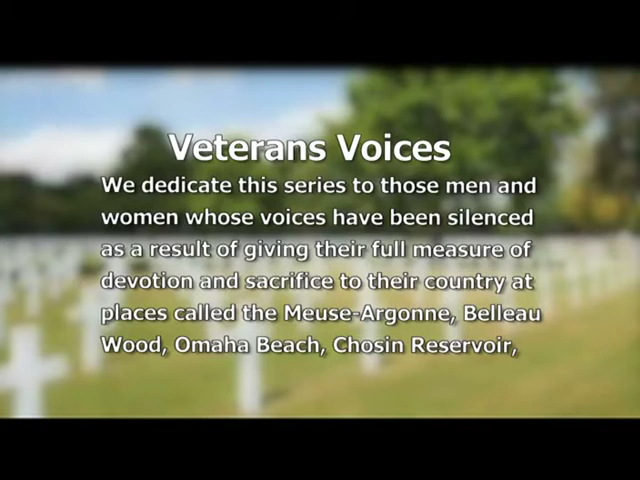 Veterans Voices
We dedicate this series to those men and
women whose voices have been silenced
as a result of giving their full measure of
devotion and sacrifice to their country at
places called the Meuse-Argonne, Belleau
Wood, Omaha Beach, Chosin Reservoir,